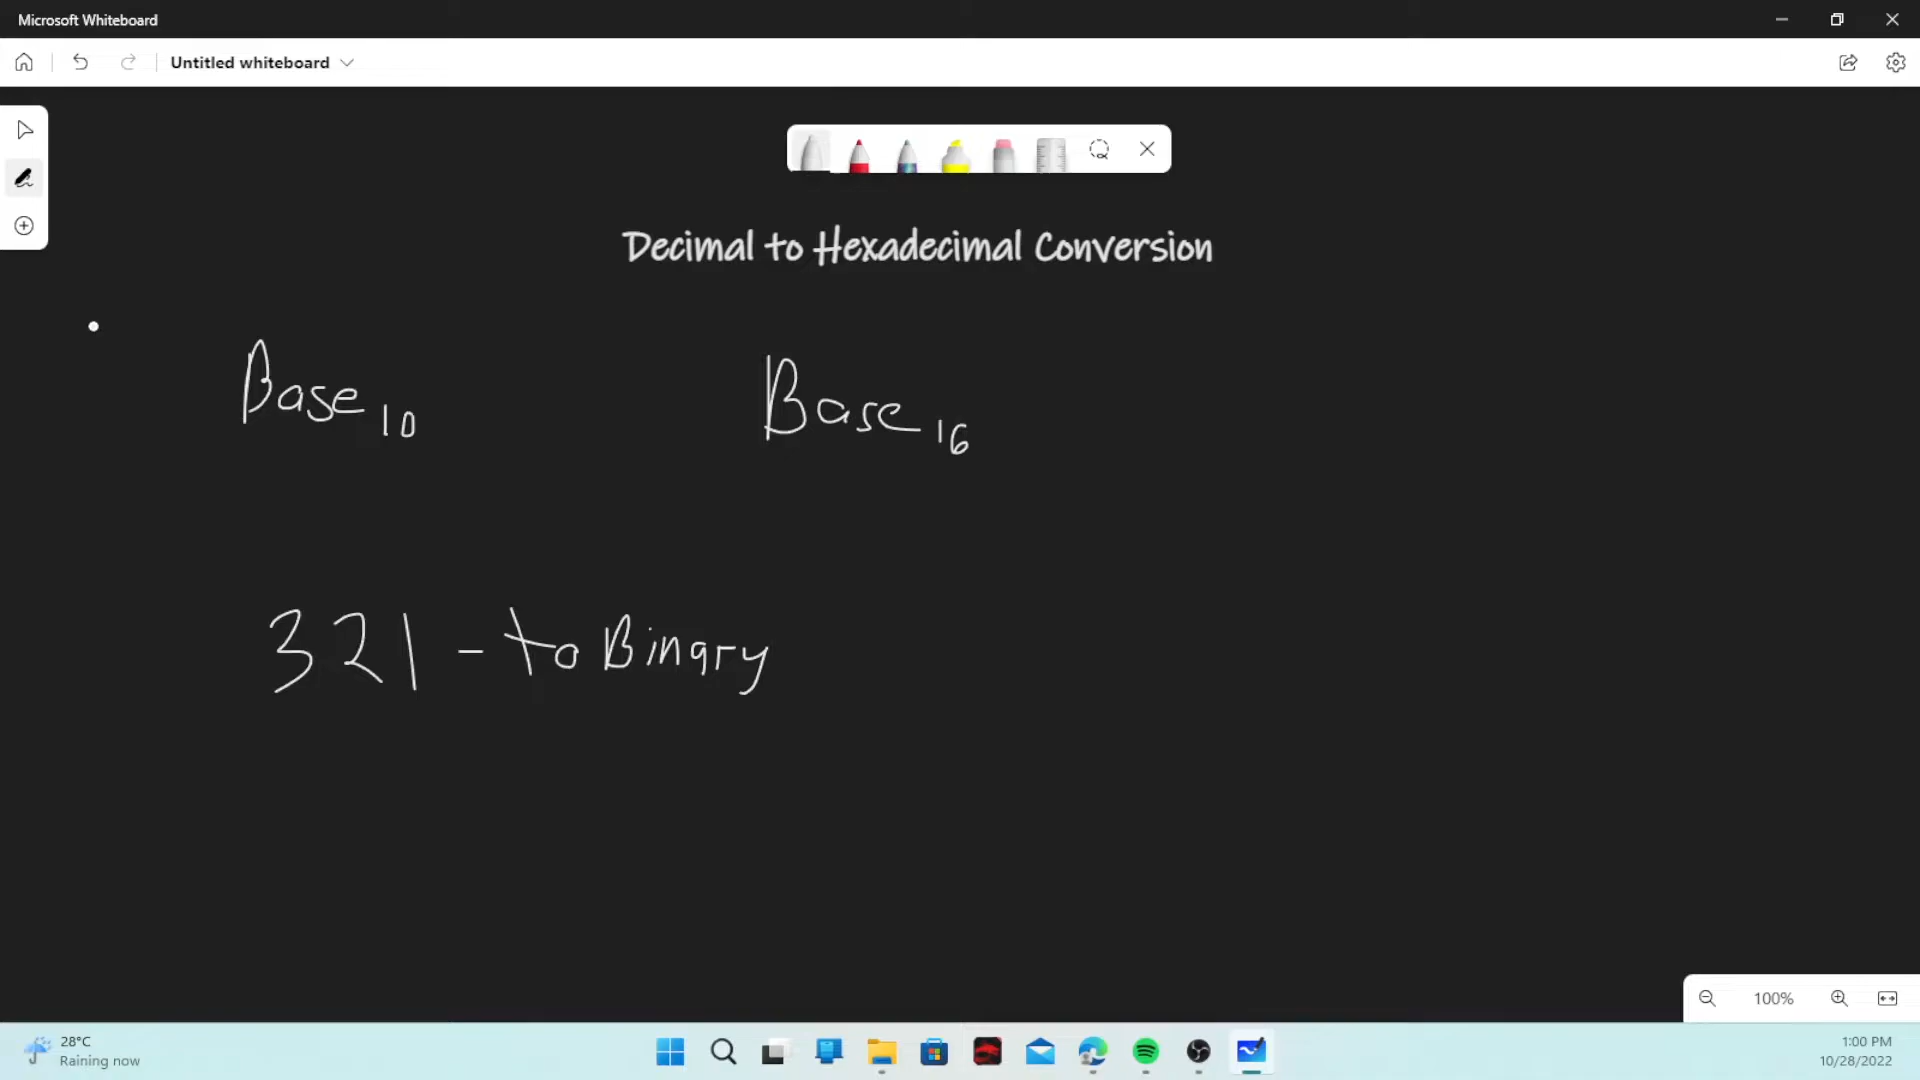 Microsoft Whiteboard
Untitled whiteboard
Decimal to Hexadecimal Conversion
Base 10
Base 16
321 - to Binary
100%
28°C
Raining now
1:00 PM
10/28/2022